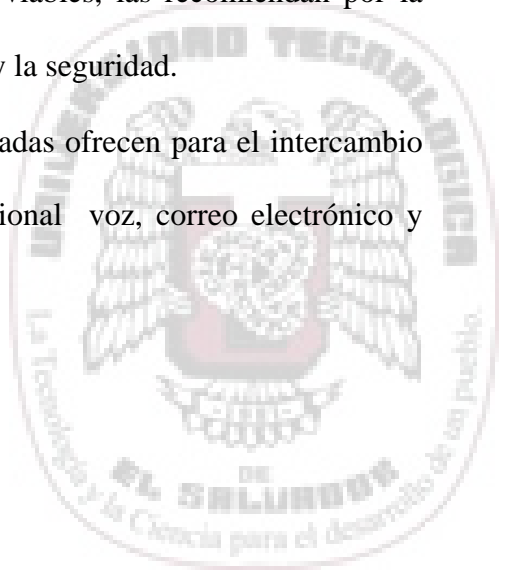 viables, las recomiendan por la
y la seguridad.
adas ofrecen para el intercambio
ional voz, correo electrónico y
UNIVERSIDAD TECNOLOGICA
DE
EL SALVADOR
La Tecnología y la Ciencia para el desarrollo de un pueblo.